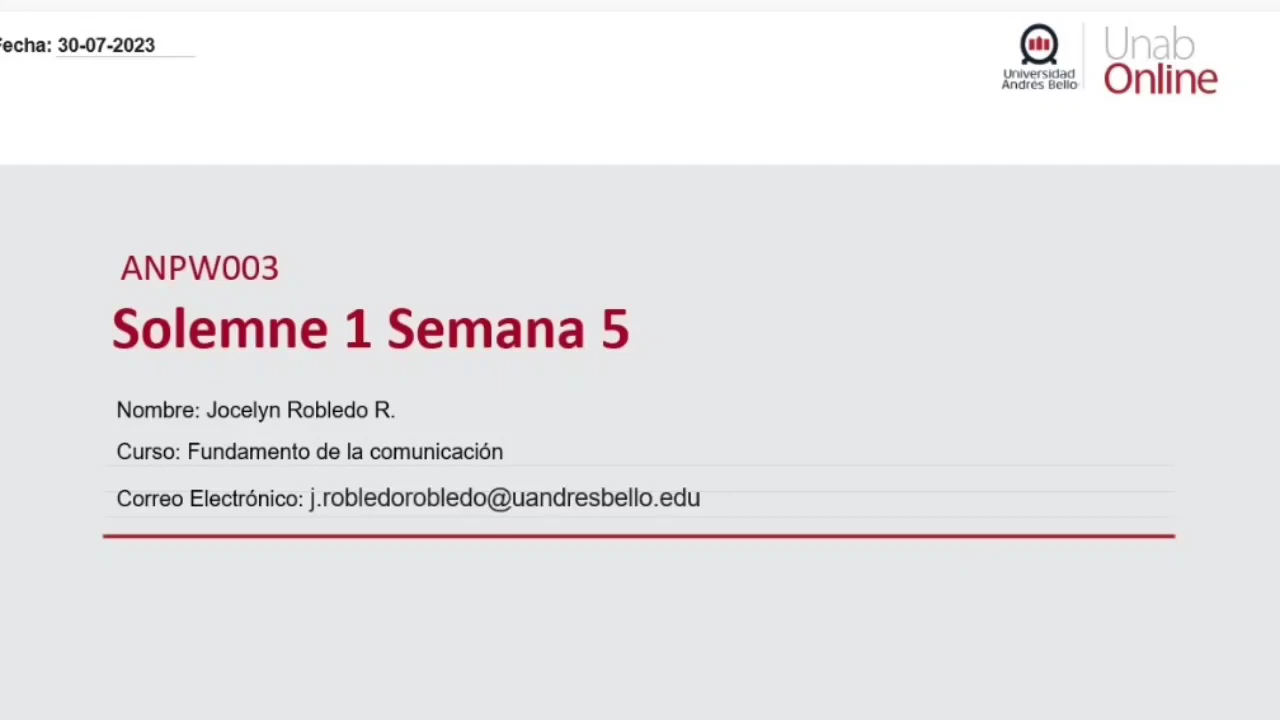 Fecha: 30-07-2023
Universidad
Andrés Bello
Unab
Online
ANPW003
Solemne 1 Semana 5
Nombre: Jocelyn Robledo R.
Curso: Fundamento de la comunicación
Correo Electrónico: j.robledorobledo@uandresbello.edu